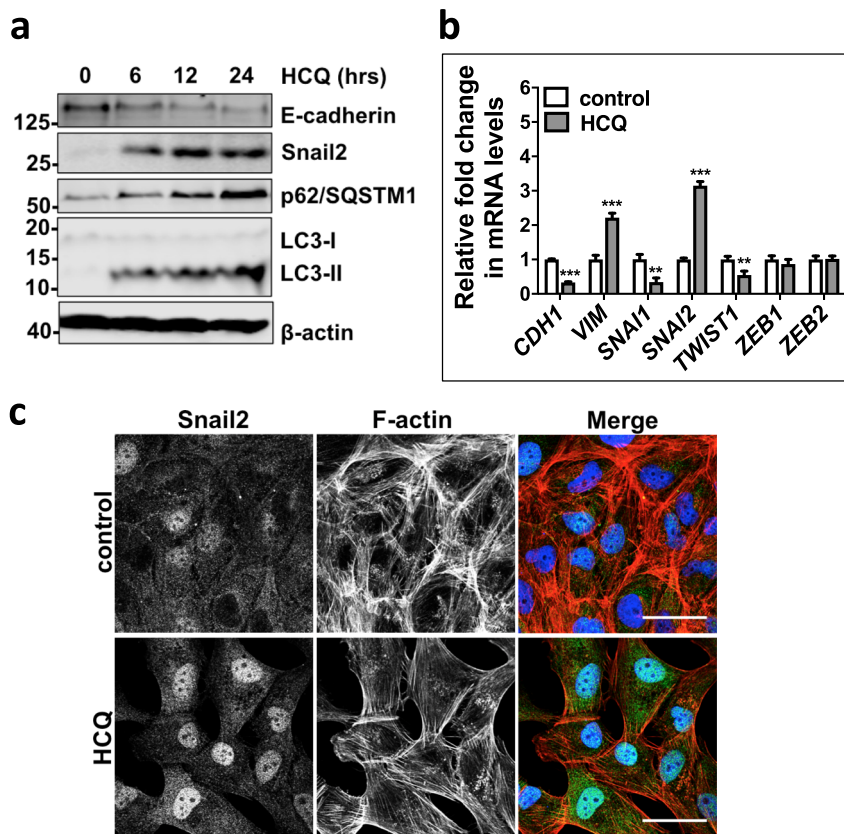 a
0 6 12 24 HCQ (hrs)
125 E-cadherin
25 Snail2
50 p62/SQSTM1
20 LC3-I
15
10 LC3-II
40 β-actin
b
Relative fold change
in mRNA levels
6
5
4
3
2
1
0
control
HCQ
*** *** ** *** **
CDH1 VIM SNAI1 SNAI2 TWIST1 ZEB1 ZEB2
c
Snail2 F-actin Merge
control
HCQ